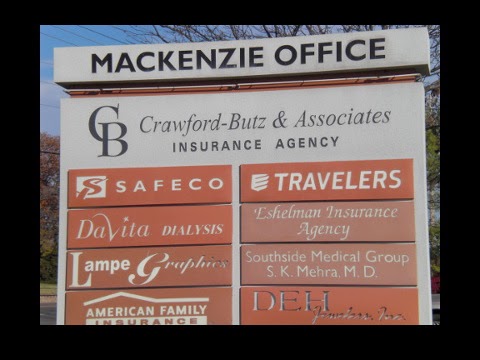 MACKENZIE OFFICE
CB
Crawford-Butz & Associates
INSURANCE AGENCY
SAFECO
TRAVELERS
DaVita DIALYSIS
Eshelman Insurance
Agency
Lampe Graphics
Southside Medical Group
S. K. Mehra, M. D.
AMERICAN FAMILY
INSURANCE
DEH